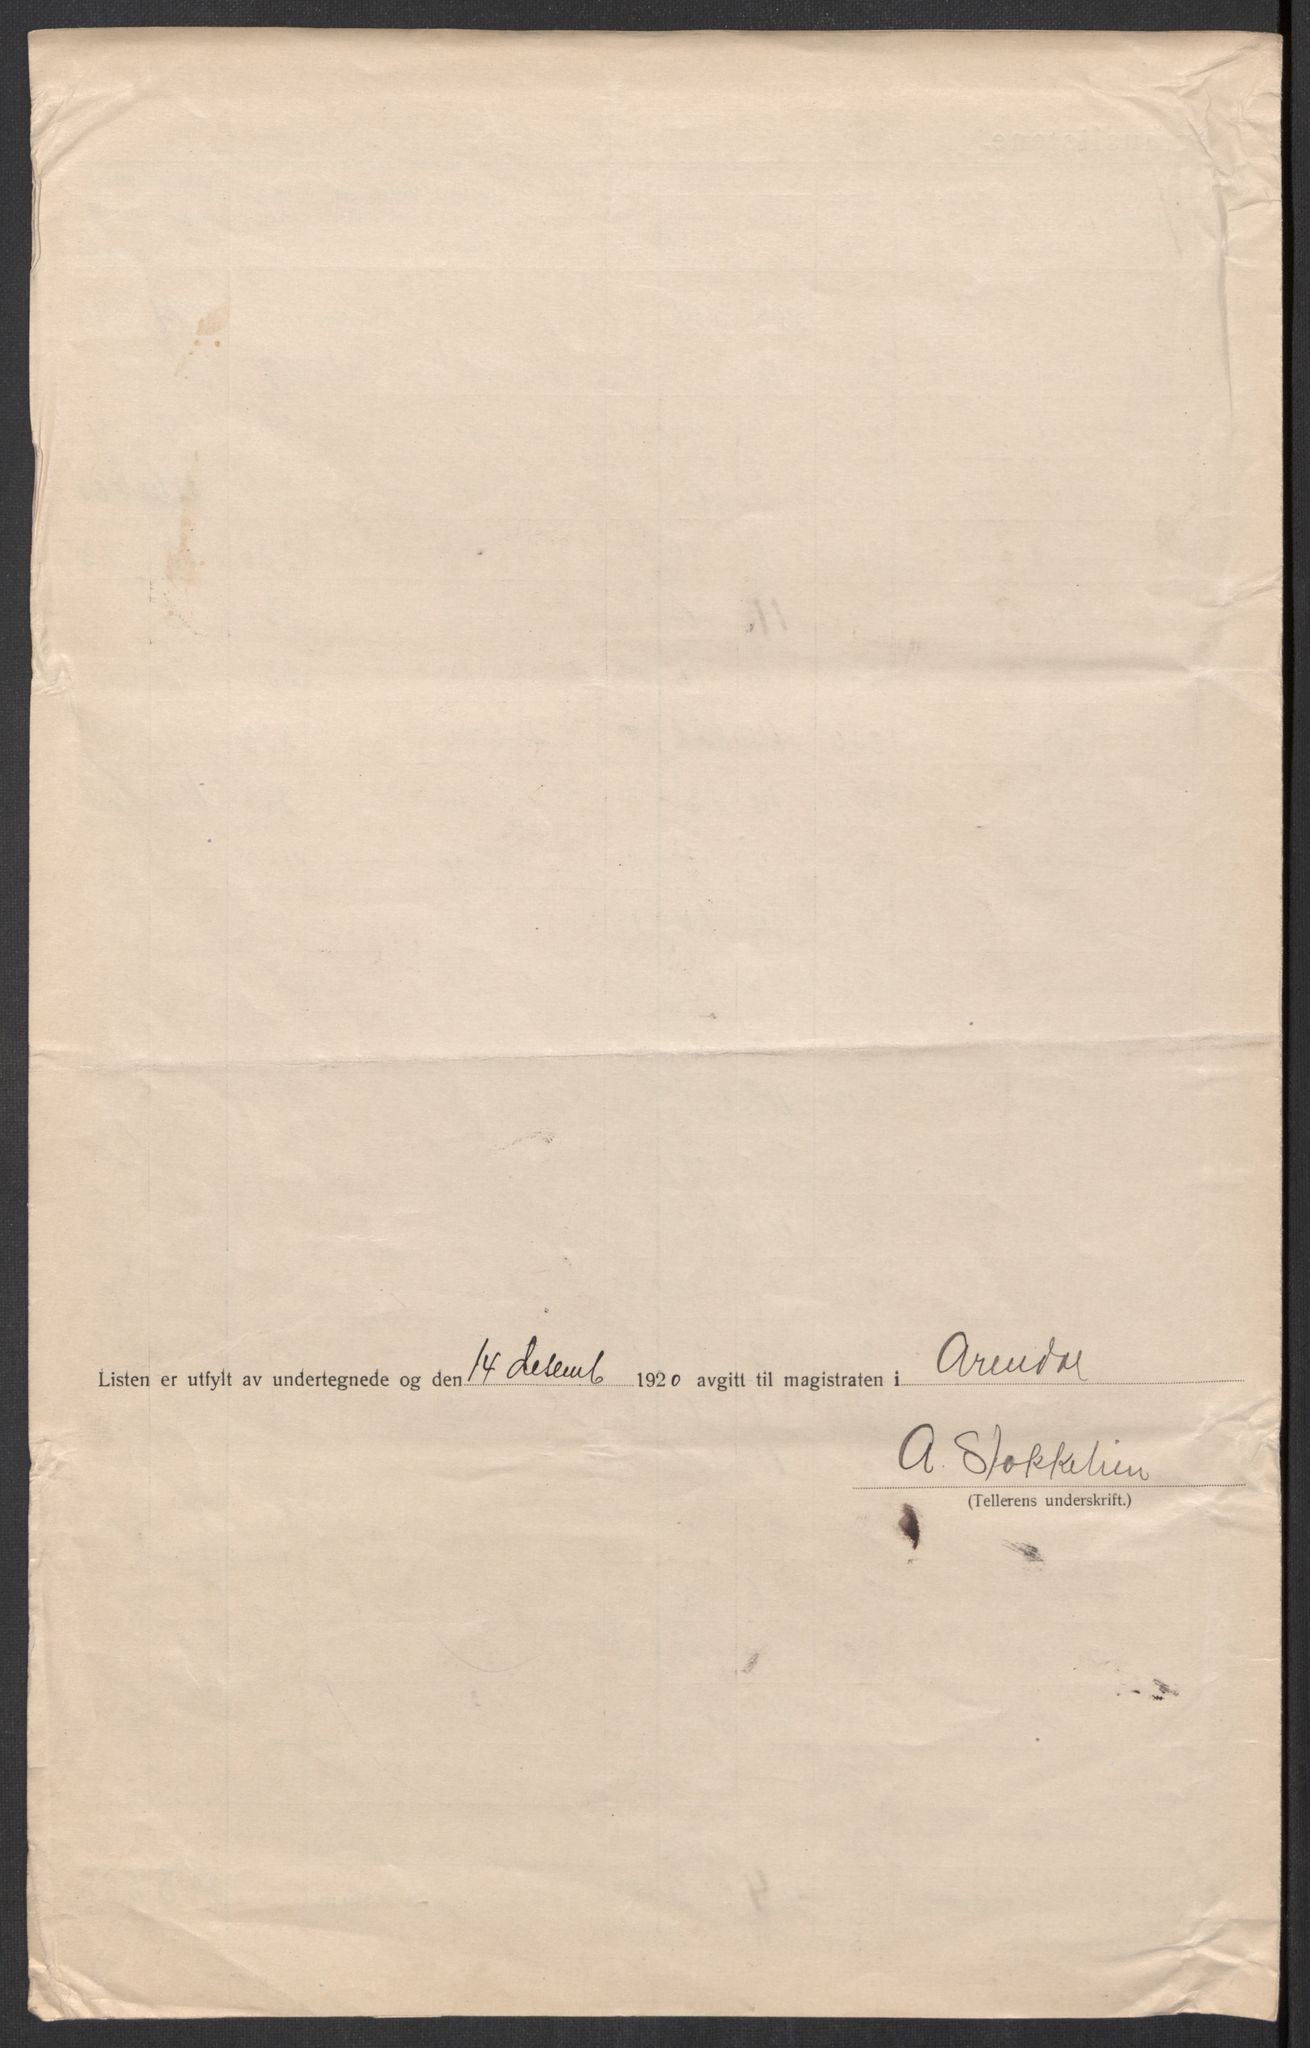 Listen er utfylt av undertegnede og den 14 desemb 1920 avgitt til magistraten i Arendal
A. Stokkelien
(Tellerens underskrift.)